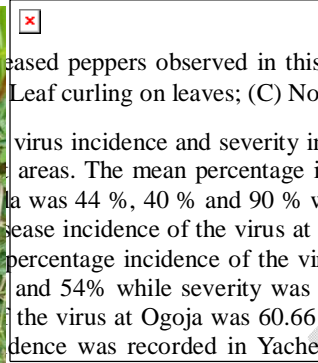 eased peppers observed in this
Leaf curling on leaves; (C) No
virus incidence and severity in
areas. The mean percentage i
la was 44 %, 40 % and 90 % w
sease incidence of the virus at
percentage incidence of the vi
and 54% while severity was
the virus at Ogoja was 60.66
dence was recorded in Yache